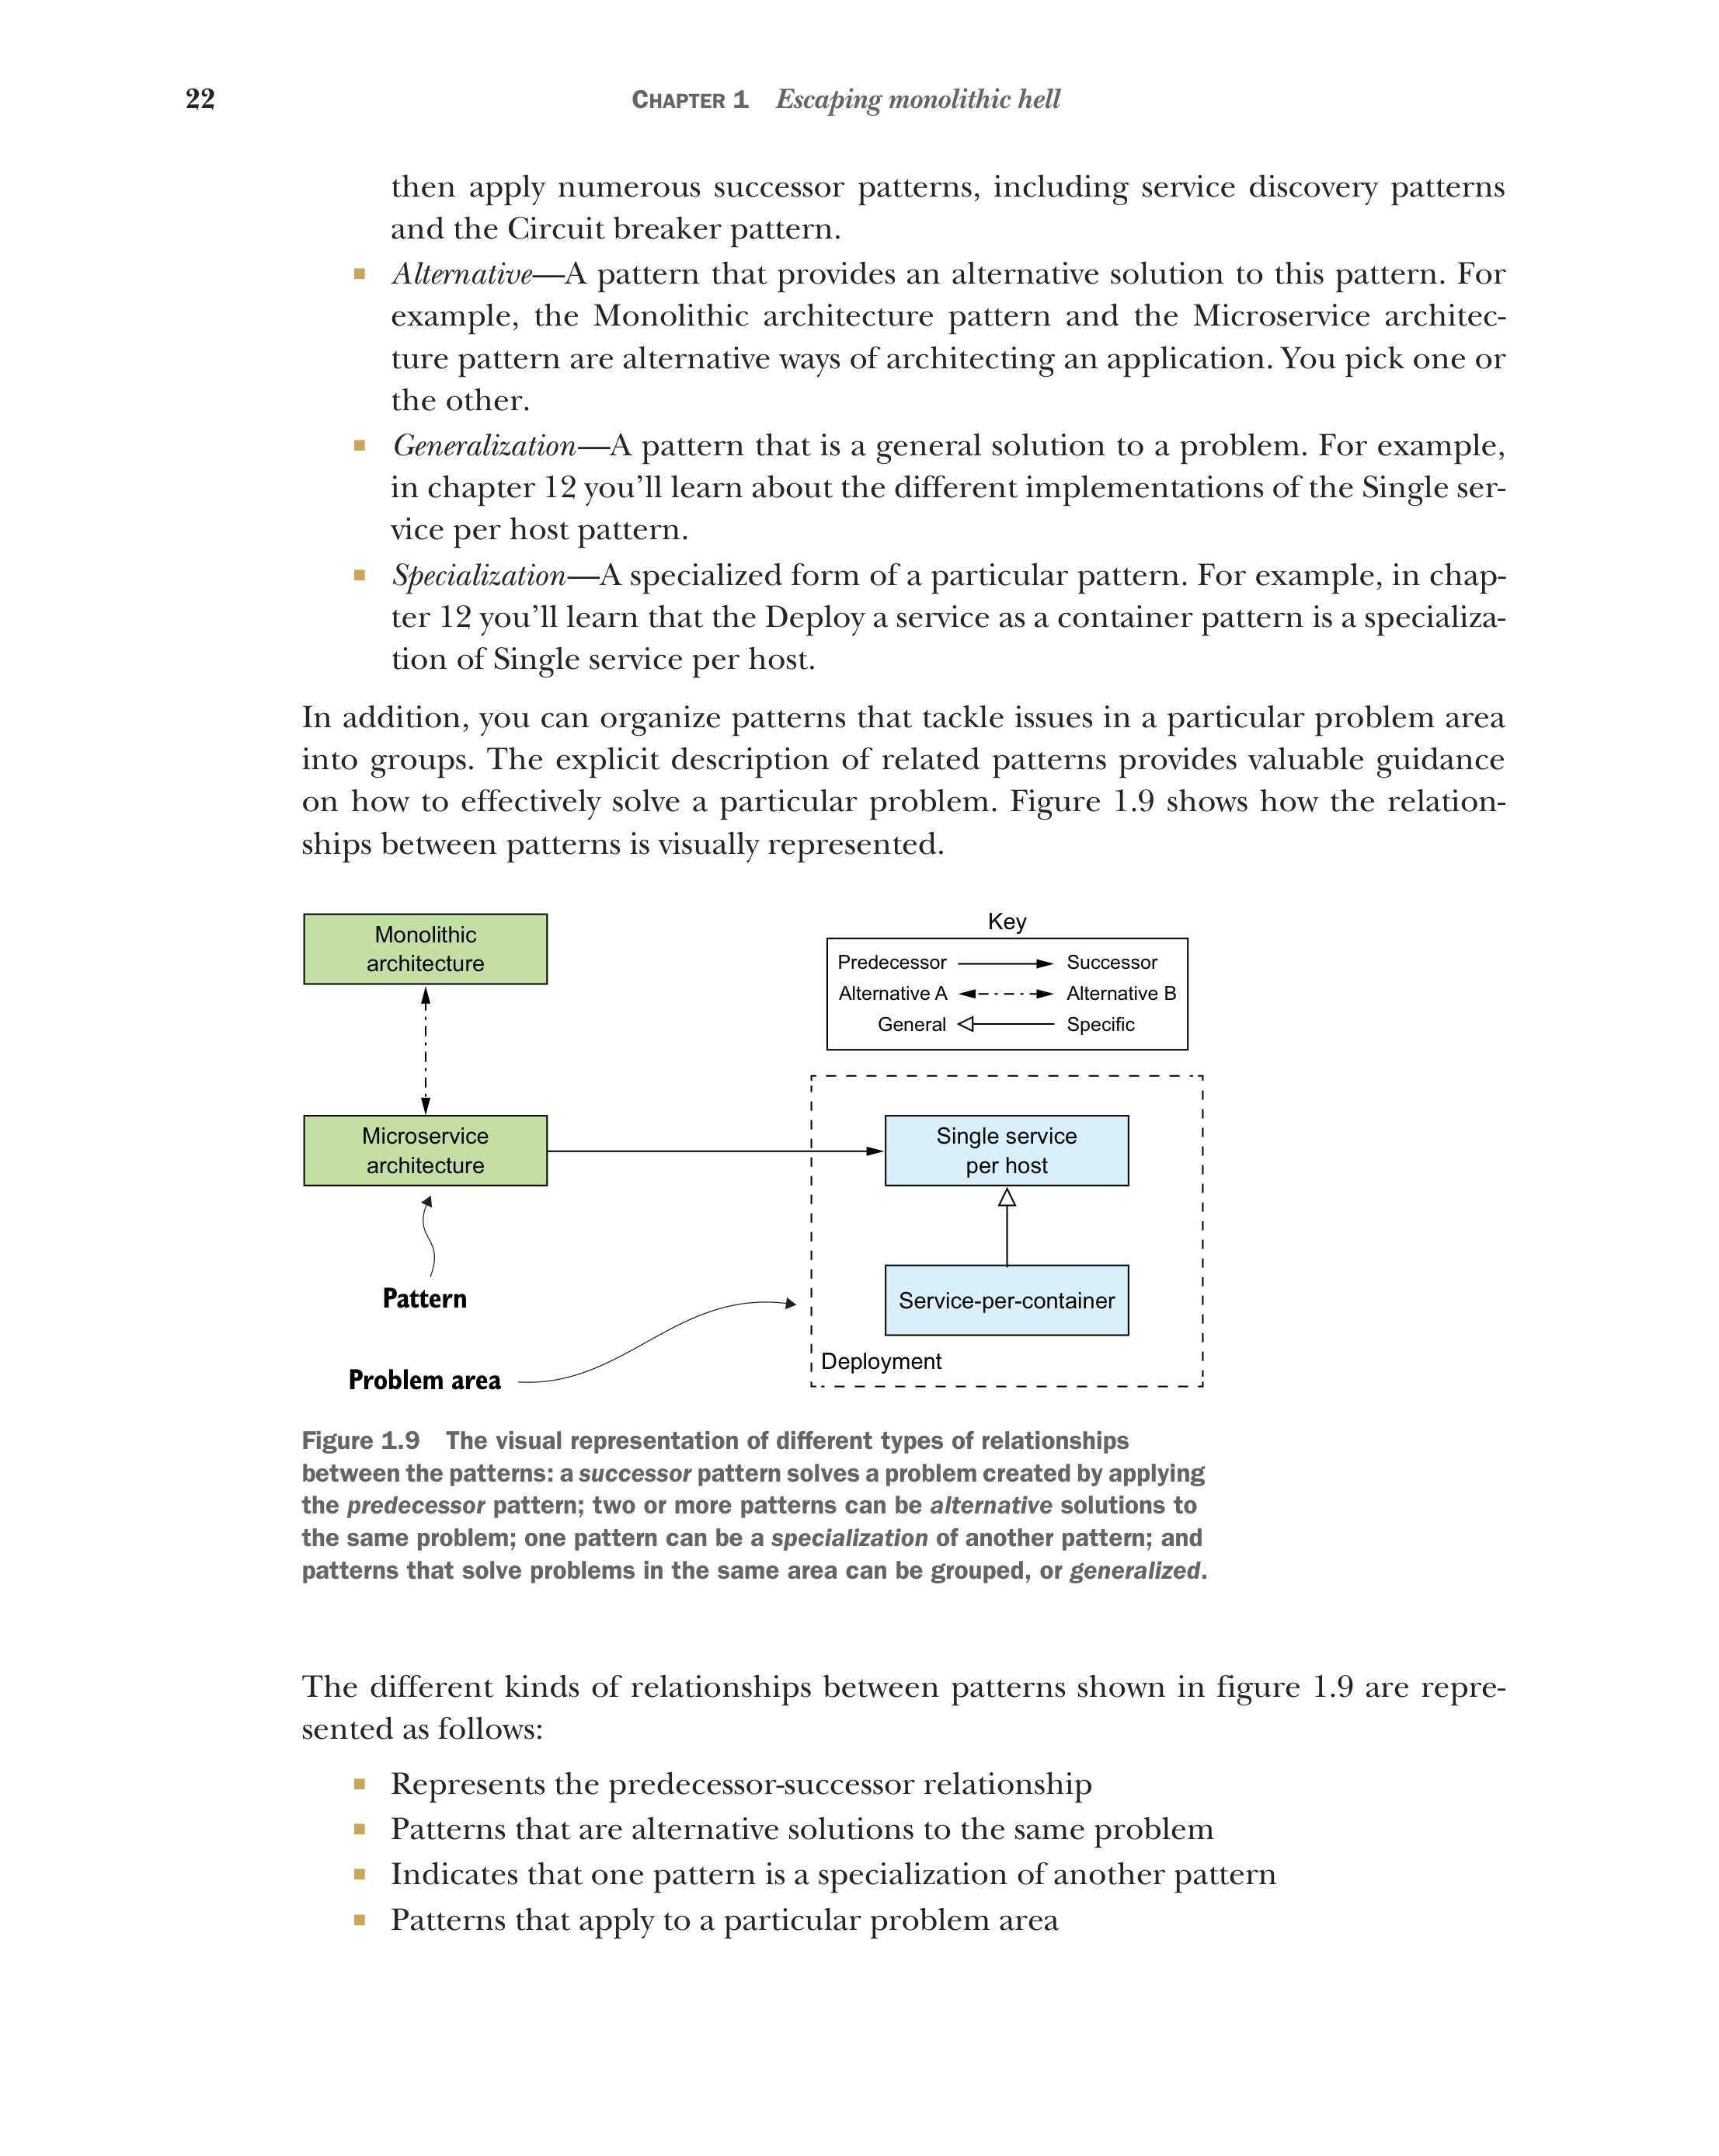 22
CHAPTER 1 Escaping monolithic hell
then apply numerous successor patterns, including service discovery patterns
and the Circuit breaker pattern.
■ Alternative—A pattern that provides an alternative solution to this pattern. For
example, the Monolithic architecture pattern and the Microservice architec-
ture pattern are alternative ways of architecting an application. You pick one or
the other.
■ Generalization—A pattern that is a general solution to a problem. For example,
in chapter 12 you’ll learn about the different implementations of the Single ser-
vice per host pattern.
■ Specialization—A specialized form of a particular pattern. For example, in chap-
ter 12 you’ll learn that the Deploy a service as a container pattern is a specializa-
tion of Single service per host.
In addition, you can organize patterns that tackle issues in a particular problem area
into groups. The explicit description of related patterns provides valuable guidance
on how to effectively solve a particular problem. Figure 1.9 shows how the relation-
ships between patterns is visually represented.
Monolithic
architecture
Key
Predecessor Successor
Alternative A Alternative B
General Specific
Microservice
architecture
Single service
per host
Pattern
Service-per-container
Deployment
Problem area
Figure 1.9 The visual representation of different types of relationships
between the patterns: a successor pattern solves a problem created by applying
the predecessor pattern; two or more patterns can be alternative solutions to
the same problem; one pattern can be a specialization of another pattern; and
patterns that solve problems in the same area can be grouped, or generalized.
The different kinds of relationships between patterns shown in figure 1.9 are repre-
sented as follows:
■ Represents the predecessor-successor relationship
■ Patterns that are alternative solutions to the same problem
■ Indicates that one pattern is a specialization of another pattern
■ Patterns that apply to a particular problem area